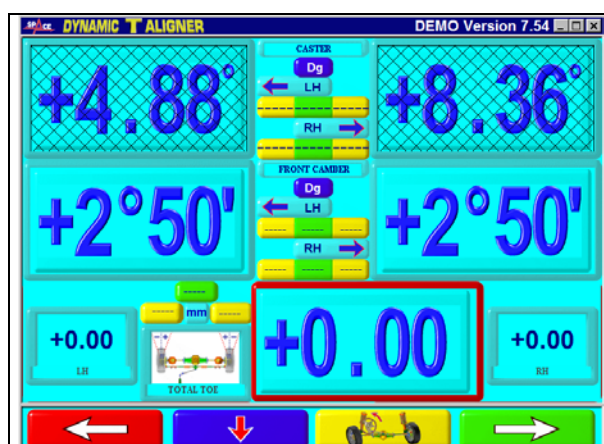 SPACE DYNAMIC T ALIGNER DEMO Version 7.54
CASTER
Dg
LH
+4.88° +8.36°
RH
FRONT CAMBER
Dg
LH
+2°50' +2°50'
RH
mm
+0.00 +0.00 +0.00
LH RH
TOTAL TOE